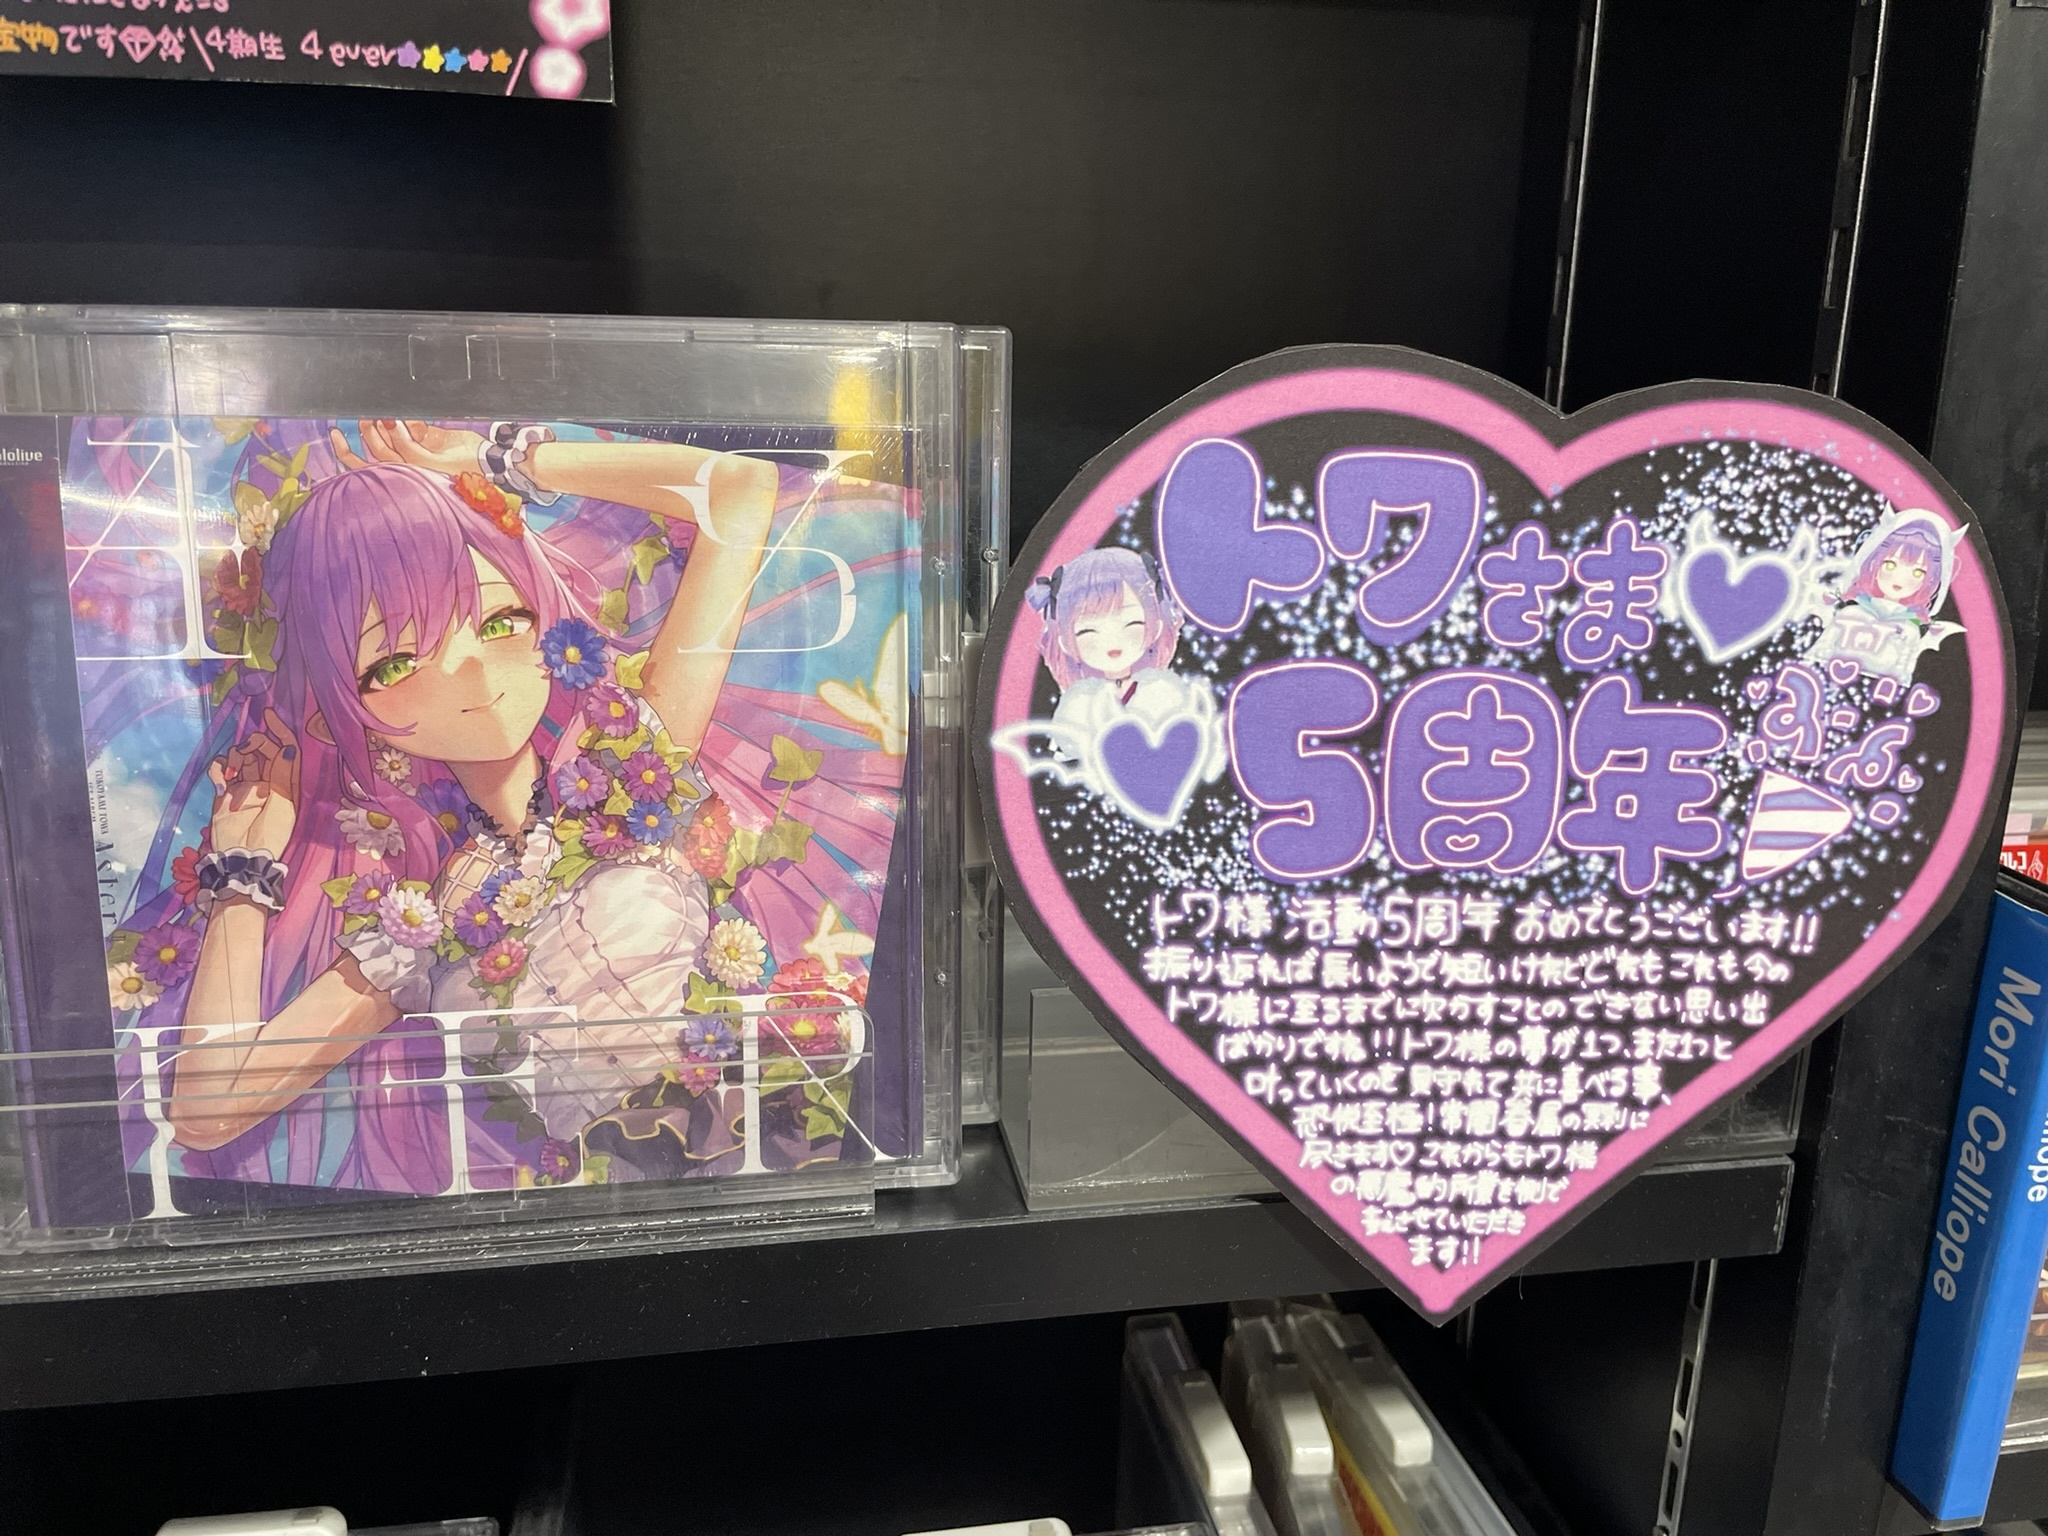 宝物です
\4期生 4ever
/
hololive
ASTER
TOKOYAMI TOWA
Aster
トワさま
5周年
TMT
トワ様 活動5周年 おめでとうございます!!
振り返れば長いようで短いけれどどれもこれも今の
トワ様に至るまでに欠かすことのできない思い出
ばかりですね!!トワ様の夢が1つ、また1つと
叶っていくのを見守れて共に喜べる事、
恐悦至極!常闇眷属の冥利に
尽きます♡これからもトワ様
の悪魔的所業を側で
させていただき
ます!!
Mori Calliope